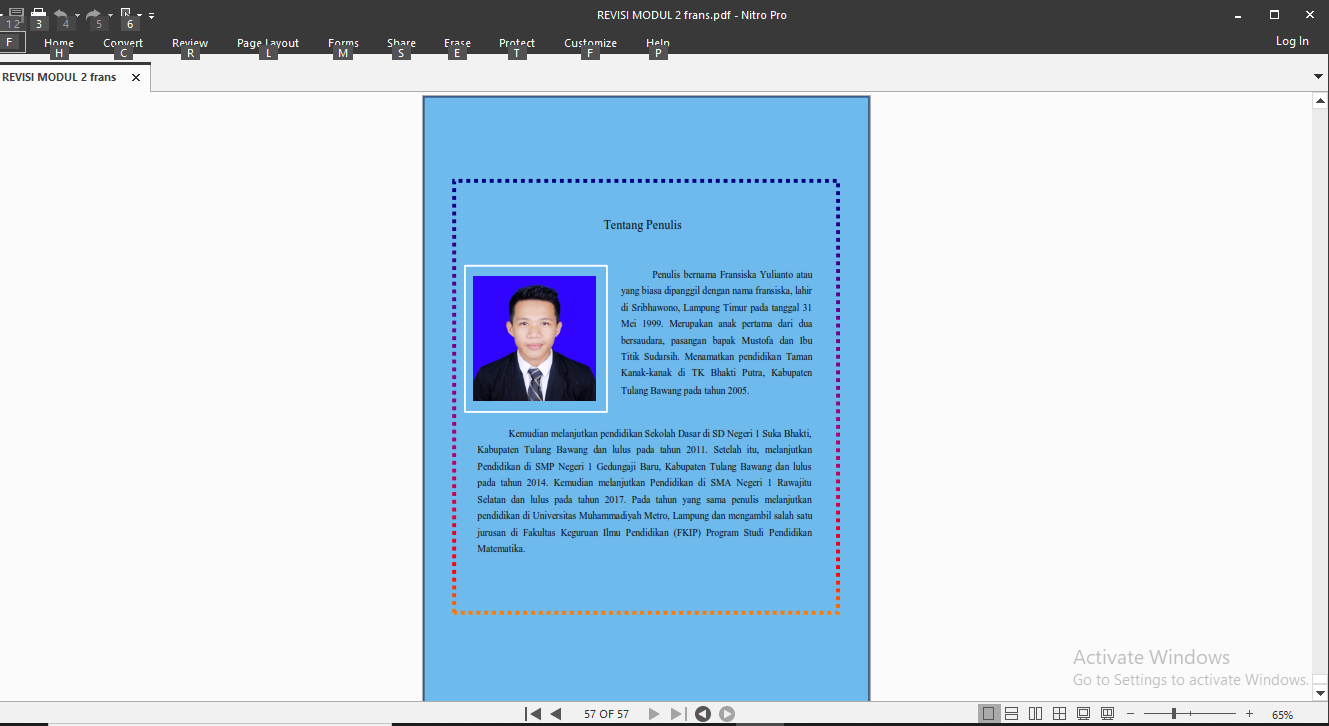 REVISI MODUL 2 frans.pdf - Nitro Pro
12 3 4 5 6
F Home Convert Review Page Layout Forms Share Erase Protect Customize Help Log In
H C R L M S E T F P
REVISI MODUL 2 frans
Tentang Penulis
Penulis bernama Fransiska Yulianto atau
yang biasa dipanggil dengan nama fransiska, lahir
di Sribhawono, Lampung Timur pada tanggal 31
Mei 1999. Merupakan anak pertama dari dua
bersaudara, pasangan bapak Mustofa dan Ibu
Titik Sudarsih. Menamatkan pendidikan Taman
Kanak-kanak di TK Bhakti Putra, Kabupaten
Tulang Bawang pada tahun 2005.
Kemudian melanjutkan pendidikan Sekolah Dasar di SD Negeri 1 Suka Bhakti,
Kabupaten Tulang Bawang dan lulus pada tahun 2011. Setelah itu, melanjutkan
Pendidikan di SMP Negeri 1 Gedungaji Baru, Kabupaten Tulang Bawang dan lulus
pada tahun 2014. Kemudian melanjutkan Pendidikan di SMA Negeri 1 Rawajitu
Selatan dan lulus pada tahun 2017. Pada tahun yang sama penulis melanjutkan
pendidikan di Universitas Muhammadiyah Metro, Lampung dan mengambil salah satu
jurusan di Fakultas Keguruan Ilmu Pendidikan (FKIP) Program Studi Pendidikan
Matematika.
Activate Windows
Go to Settings to activate Windows.
57 OF 57
65%